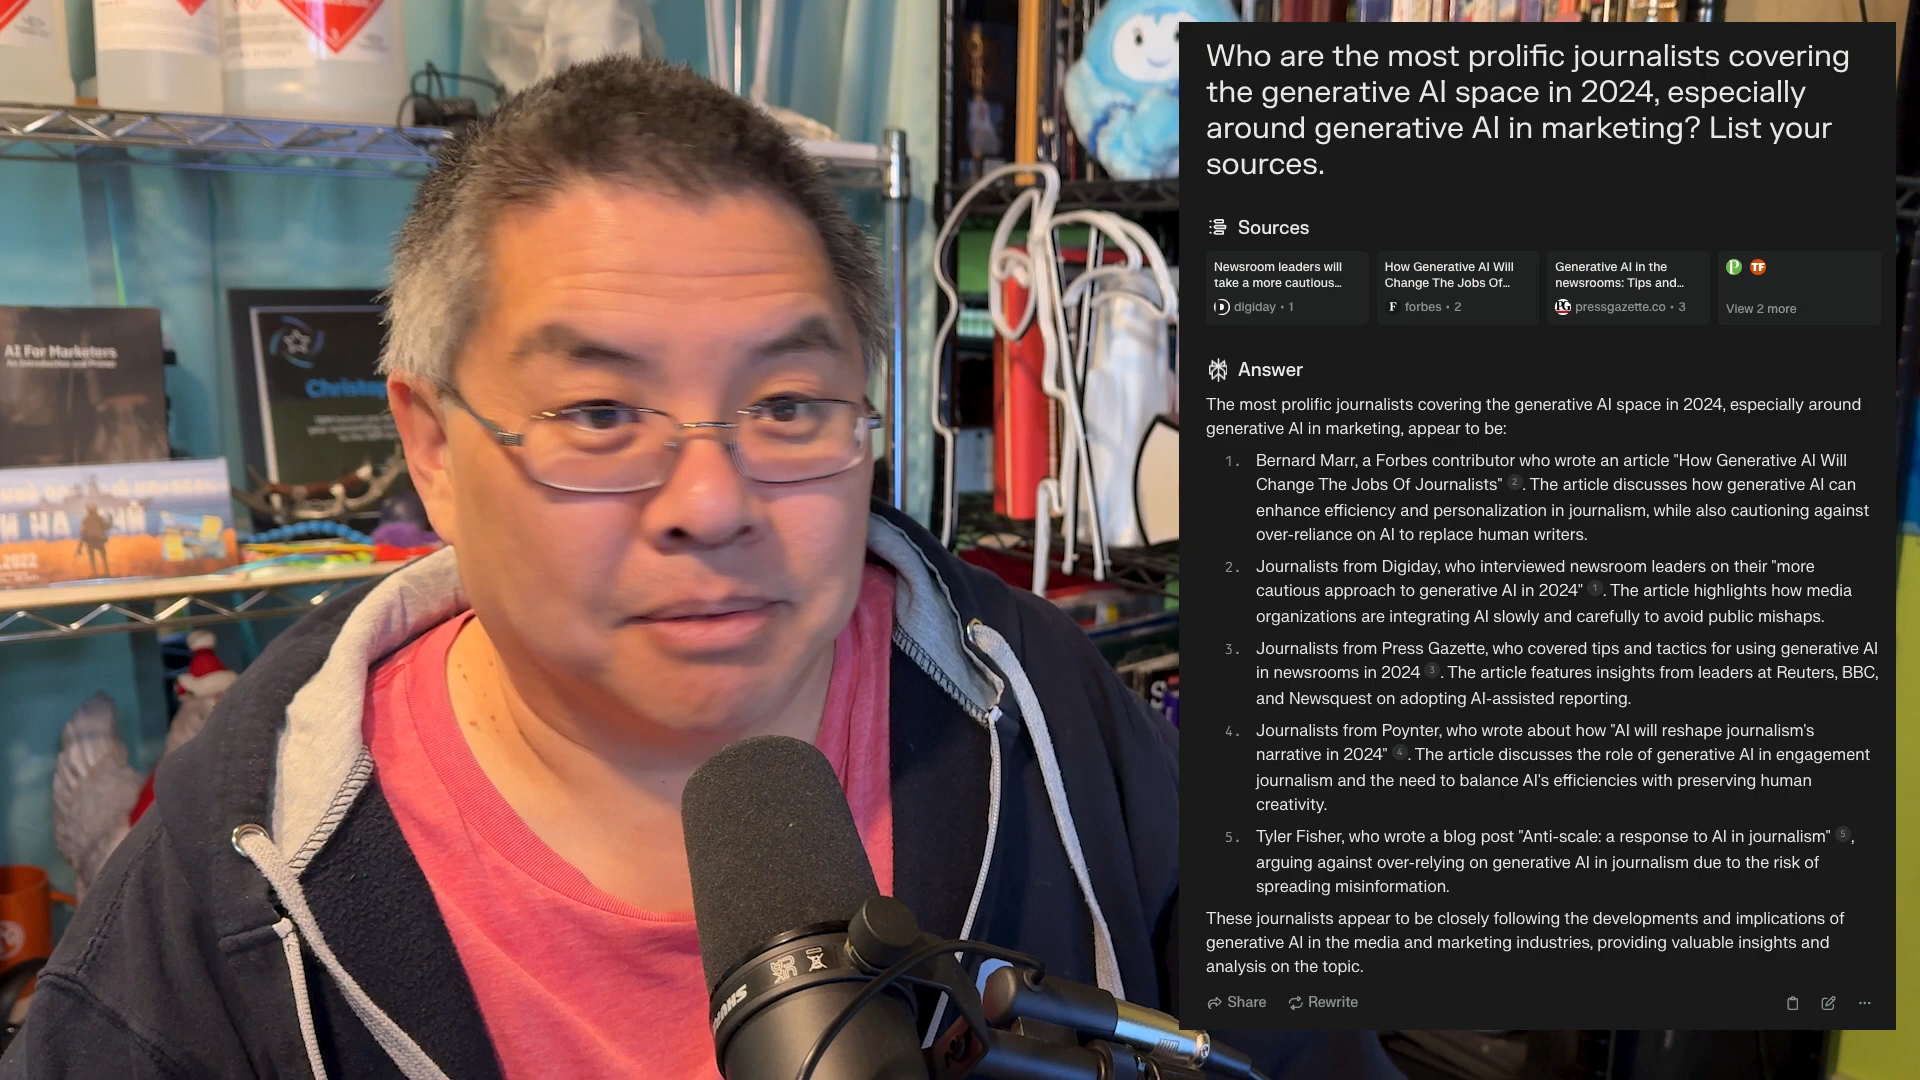 Who are the most prolific journalists covering
the generative AI space in 2024, especially
around generative AI in marketing? List your
sources.
Sources
Newsroom leaders will
take a more cautious...
digiday • 1
How Generative AI Will
Change The Jobs Of...
forbes • 2
Generative AI in the
newsrooms: Tips and...
pressgazette.co • 3
TF
View 2 more
Answer
The most prolific journalists covering the generative AI space in 2024, especially around
generative AI in marketing, appear to be:
1. Bernard Marr, a Forbes contributor who wrote an article "How Generative AI Will
Change The Jobs Of Journalists" 2 . The article discusses how generative AI can
enhance efficiency and personalization in journalism, while also cautioning against
over-reliance on AI to replace human writers.
2. Journalists from Digiday, who interviewed newsroom leaders on their "more
cautious approach to generative AI in 2024" 1 . The article highlights how media
organizations are integrating AI slowly and carefully to avoid public mishaps.
3. Journalists from Press Gazette, who covered tips and tactics for using generative AI
in newsrooms in 2024 3 . The article features insights from leaders at Reuters, BBC,
and Newsquest on adopting AI-assisted reporting.
4. Journalists from Poynter, who wrote about how "AI will reshape journalism's
narrative in 2024" 4 . The article discusses the role of generative AI in engagement
journalism and the need to balance AI's efficiencies with preserving human
creativity.
5. Tyler Fisher, who wrote a blog post "Anti-scale: a response to AI in journalism" 5 ,
arguing against over-relying on generative AI in journalism due to the risk of
spreading misinformation.
These journalists appear to be closely following the developments and implications of
generative AI in the media and marketing industries, providing valuable insights and
analysis on the topic.
Share
Rewrite
AI For Marketers
An Introduction and Primer
Christo
.2022
SHURE